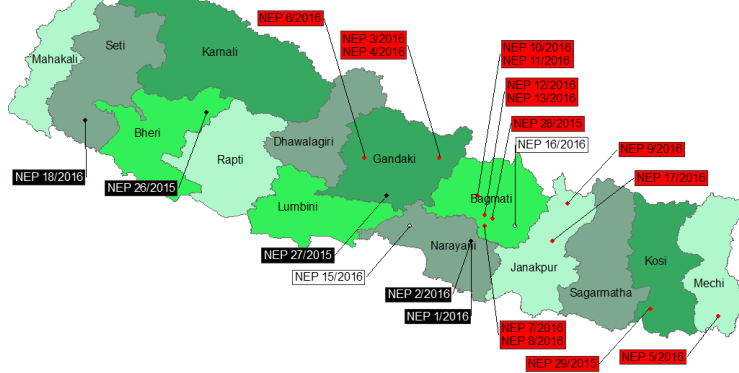 NEP 6/2016
NEP 3/2016
NEP 4/2016
NEP 10/2016
NEP 11/2016
Seti
Karnali
Mahakali
NEP 12/2016
NEP 13/2016
NEP 28/2015
Bheri
Dhawalagiri
NEP 16/2016
NEP 9/2016
Rapti
Gandaki
NEP 18/2016
NEP 17/2016
NEP 26/2015
Bagmati
Lumbini
Narayani
NEP 27/2015
Kosi
Janakpur
NEP 15/2016
Mechi
NEP 2/2016
Sagarmatha
NEP 1/2016
NEP 7/2016
NEP 8/2016
NEP 29/2015
NEP 5/2016